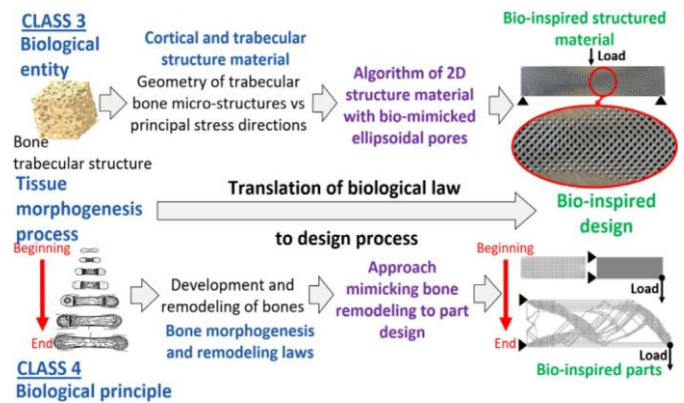 CLASS 3
Biological
entity
Bone
trabecular structure
Cortical and trabecular
structure material
Geometry of trabecular
bone micro-structures vs
principal stress directions
Algorithm of 2D
structure material
with bio-mimicked
ellipsoidal pores
Bio-inspired structured
material
Load
Tissue
morphogenesis
process
Translation of biological law
to design process
Bio-inspired
design
Beginning
End
Development and
remodeling of bones
Bone morphogenesis
and remodeling laws
Approach
mimicking bone
remodeling to part
design
Beginning
End
Load
Load
Bio-inspired parts
CLASS 4
Biological principle